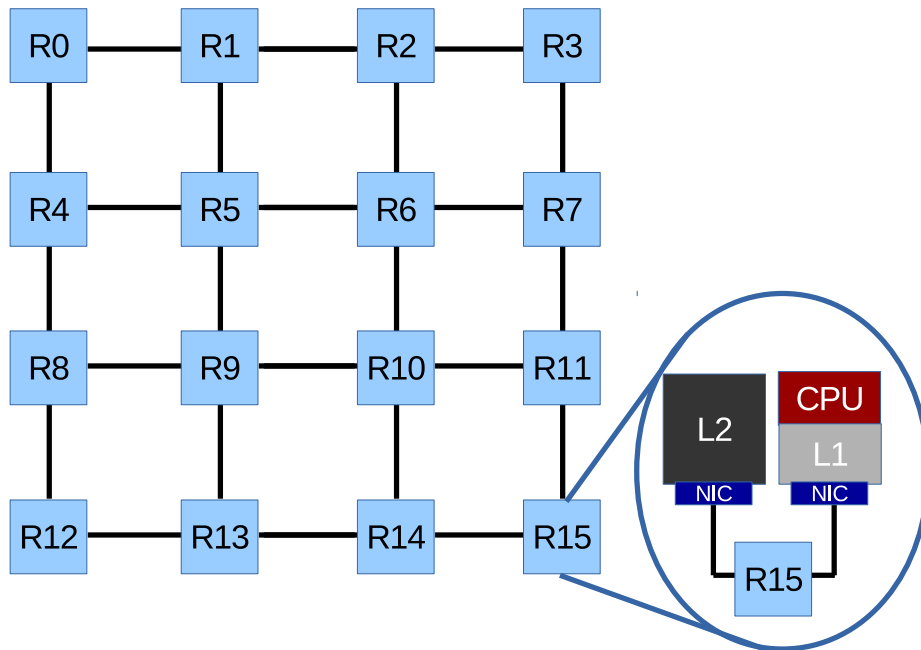 R0 R1 R2 R3
R4 R5 R6 R7
R8 R9 R10 R11
CPU
L2
L1
NIC NIC
R12 R13 R14 R15
R15